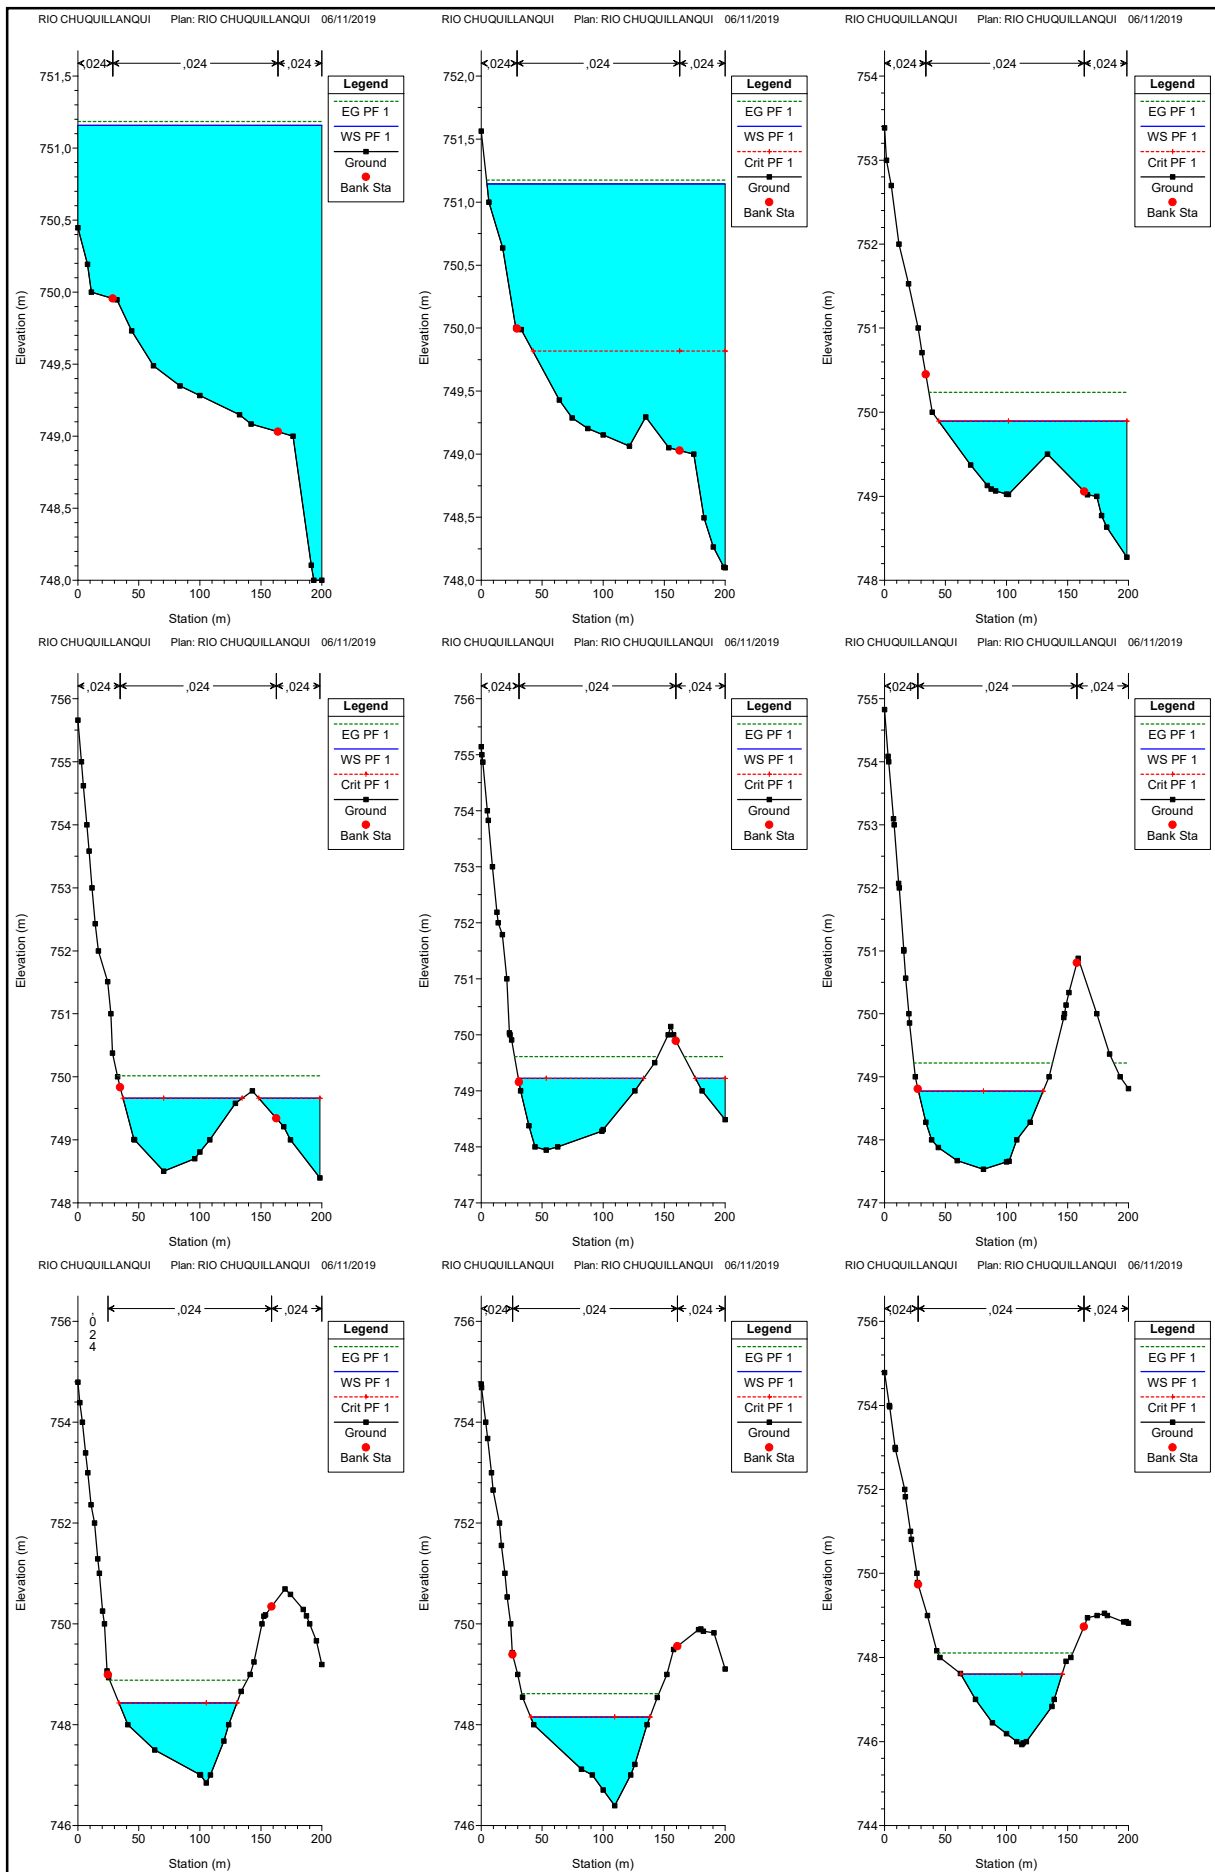 RIO CHUQUILLANQUI Plan: RIO CHUQUILLANQUI 06/11/2019
,024 ,024 ,024
Legend
EG PF 1
WS PF 1
Ground
Bank Sta
751,5
751,0
750,5
750,0
749,5
749,0
748,5
748,0
Elevation (m)
0 50 100 150 200
Station (m)
RIO CHUQUILLANQUI Plan: RIO CHUQUILLANQUI 06/11/2019
,024 ,024 ,024
Legend
EG PF 1
WS PF 1
Crit PF 1
Ground
Bank Sta
752,0
751,5
751,0
750,5
750,0
749,5
749,0
748,5
748,0
Elevation (m)
0 50 100 150 200
Station (m)
RIO CHUQUILLANQUI Plan: RIO CHUQUILLANQUI 06/11/2019
,024 ,024 ,024
Legend
EG PF 1
WS PF 1
Crit PF 1
Ground
Bank Sta
754
753
752
751
750
749
748
Elevation (m)
0 50 100 150 200
Station (m)
RIO CHUQUILLANQUI Plan: RIO CHUQUILLANQUI 06/11/2019
,024 ,024 ,024
Legend
EG PF 1
WS PF 1
Crit PF 1
Ground
Bank Sta
756
755
754
753
752
751
750
749
748
Elevation (m)
0 50 100 150 200
Station (m)
RIO CHUQUILLANQUI Plan: RIO CHUQUILLANQUI 06/11/2019
,024 ,024 ,024
Legend
EG PF 1
WS PF 1
Crit PF 1
Ground
Bank Sta
756
755
754
753
752
751
750
749
748
747
Elevation (m)
0 50 100 150 200
Station (m)
RIO CHUQUILLANQUI Plan: RIO CHUQUILLANQUI 06/11/2019
,024 ,024 ,024
Legend
EG PF 1
WS PF 1
Crit PF 1
Ground
Bank Sta
755
754
753
752
751
750
749
748
747
Elevation (m)
0 50 100 150 200
Station (m)
RIO CHUQUILLANQUI Plan: RIO CHUQUILLANQUI 06/11/2019
,024 ,024 ,024
Legend
EG PF 1
WS PF 1
Crit PF 1
Ground
Bank Sta
756
754
752
750
748
746
Elevation (m)
0 50 100 150 200
Station (m)
RIO CHUQUILLANQUI Plan: RIO CHUQUILLANQUI 06/11/2019
,024 ,024 ,024
Legend
EG PF 1
WS PF 1
Crit PF 1
Ground
Bank Sta
756
754
752
750
748
746
Elevation (m)
0 50 100 150 200
Station (m)
RIO CHUQUILLANQUI Plan: RIO CHUQUILLANQUI 06/11/2019
,024 ,024 ,024
Legend
EG PF 1
WS PF 1
Crit PF 1
Ground
Bank Sta
756
754
752
750
748
746
744
Elevation (m)
0 50 100 150 200
Station (m)